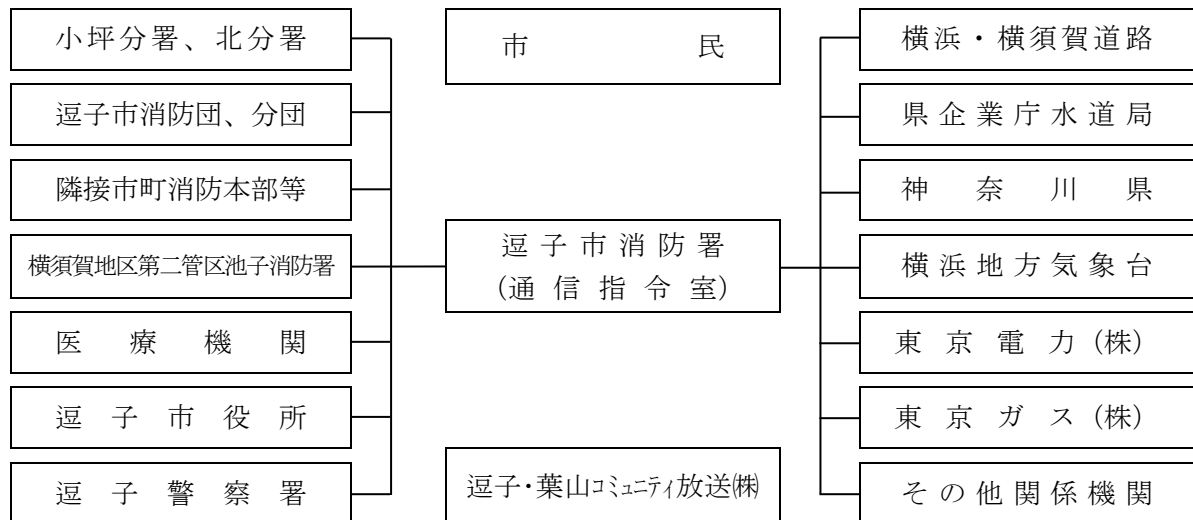 小坪分署、北分署
逗子市消防団、分団
隣接市町消防本部等
横須賀地区第二管区池子消防署
医療機関
逗子市役所
逗子警察署
市民
逗子市消防署
(通信指令室)
逗子・葉山コミュニティ放送㈱
横浜・横須賀道路
県企業庁水道局
神奈川県
横浜地方気象台
東京電力(株)
東京ガス(株)
その他関係機関